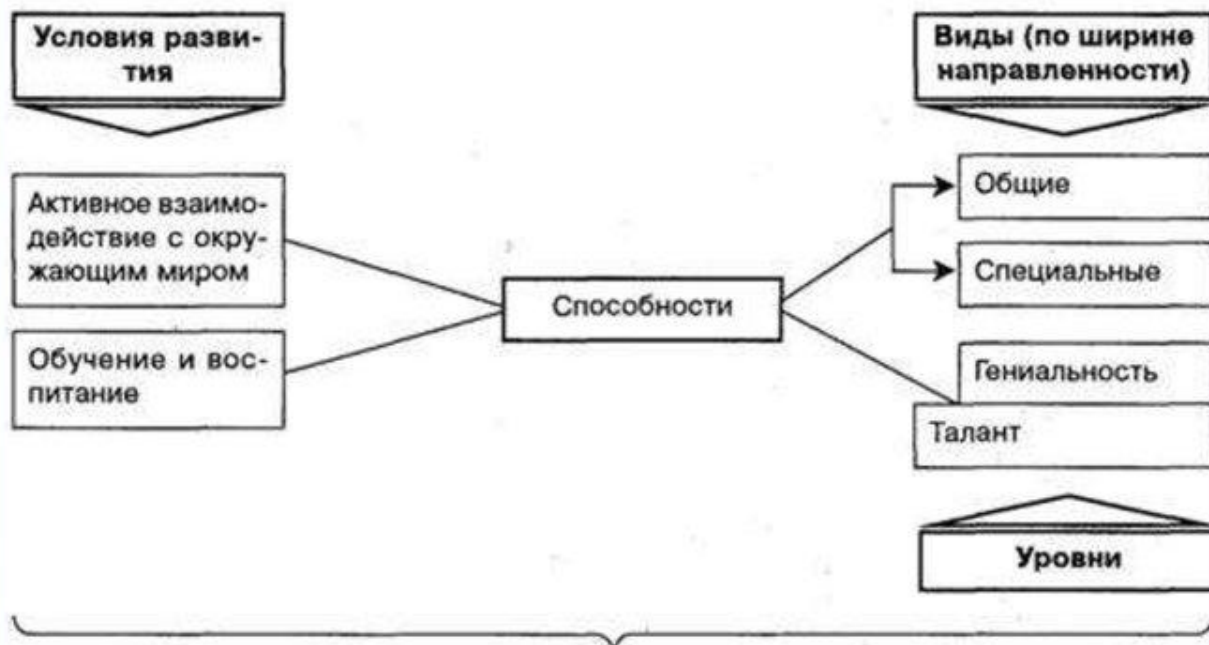 Условия разви-
тия
Активное взаимо-
действие с окру-
жающим миром
Обучение и вос-
питание
Способности
Виды (по ширине
направленности)
Общие
Специальные
Гениальность
Талант
Уровни